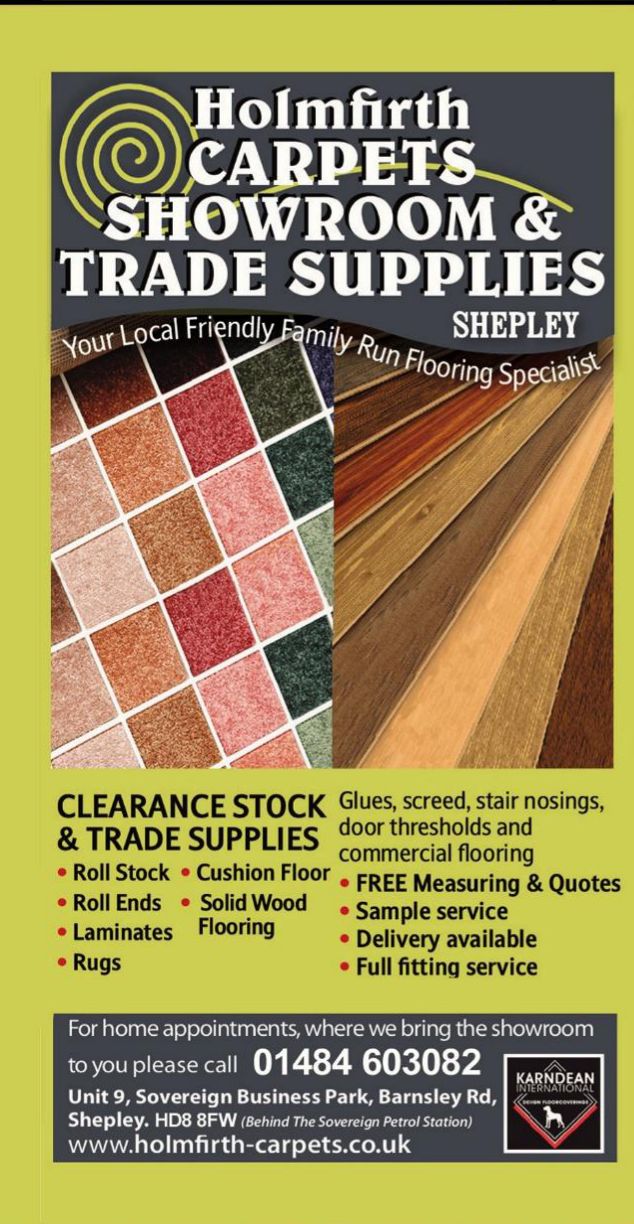 Holmfirth
CARPETS
SHOWROOM &
TRADE SUPPLIES
SHEPLEY
Your Local Friendly Family Run Flooring Specialist
CLEARANCE STOCK
& TRADE SUPPLIES
• Roll Stock
• Roll Ends
• Laminates
• Rugs
• Cushion Floor
• Solid Wood
Flooring
Glues, screed, stair nosings,
door thresholds and
commercial flooring
• FREE Measuring & Quotes
• Sample service
• Delivery available
• Full fitting service
For home appointments, where we bring the showroom
to you please call 01484 603082
Unit 9, Sovereign Business Park, Barnsley Rd,
Shepley. HD8 8FW (Behind The Sovereign Petrol Station)
www.holmfirth-carpets.co.uk
KARNDEAN
INTERNATIONAL
DESIGN FLOORCOVERINGS